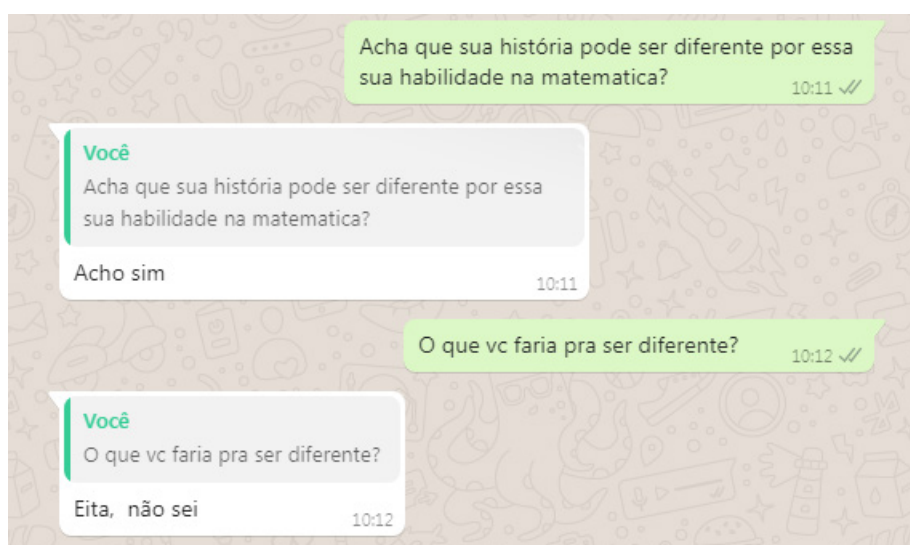 Acha que sua história pode ser diferente por essa
sua habilidade na matematica?
10:11
Você
Acha que sua história pode ser diferente por essa
sua habilidade na matematica?
Acho sim
10:11
O que vc faria pra ser diferente?
10:12
Você
O que vc faria pra ser diferente?
Eita, não sei
10:12